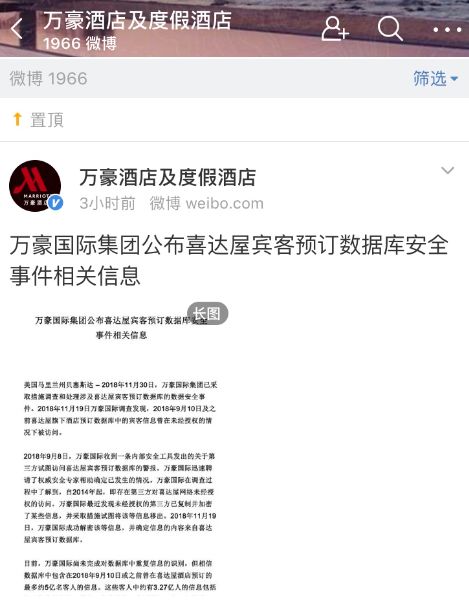 万豪酒店及度假酒店
1966 微博
微博 1966
筛选
置頂
MARRIOTT
万豪酒店
万豪酒店及度假酒店
3小时前 微博 weibo.com
万豪国际集团公布喜达屋宾客预订数据库安全
事件相关信息
长图
万豪国际集团公布喜达屋宾客预订数据库安全
事件相关信息
美国马里兰州贝塞斯达 – 2018年11月30日，万豪国际集团已采
取措施调查和处理涉及喜达屋宾客预订数据库的数据安全事
件。2018年11月19日万豪国际调查发现，2018年9月10日及之
前喜达屋旗下酒店预订数据库中的宾客信息曾在未经授权的情
况下被访问。
2018年9月8日，万豪国际收到一条内部安全工具发出的关于第
三方试图访问喜达屋宾客预订数据库的警报。万豪国际迅速聘
请了权威安全专家帮助确定已发生的情况。万豪国际在调查过
程中了解到，自2014年起，即存在第三方对喜达屋网络未经授
权的访问。万豪国际最近发现未经授权的第三方已复制并加密
了某些信息，并采取措施试图将该等信息移出。2018年11月19
日，万豪国际成功解密该等信息，并确定信息的内容来自喜达
屋宾客预订数据库。
目前，万豪国际尚未完成对数据库中重复信息的识别，但相信
数据库中包含在2018年9月10日或之前曾在喜达屋酒店预订的
最多约5亿名客人的信息。这些客人中约有3.27亿人的信息包括